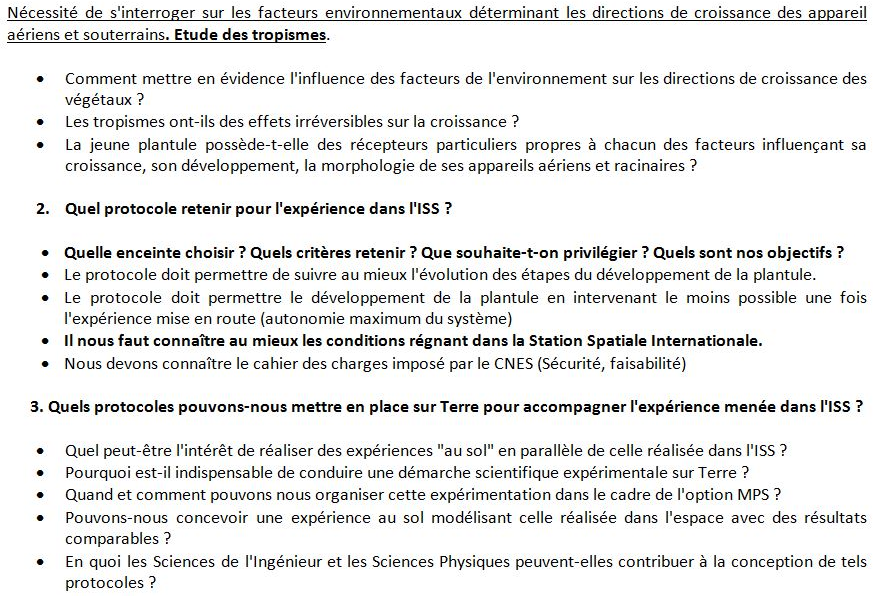 Nécessité de s'interroger sur les facteurs environnementaux déterminant les directions de croissance des appareil
aériens et souterrains. Etude des tropismes.
• Comment mettre en évidence l'influence des facteurs de l'environnement sur les directions de croissance des
végétaux ?
• Les tropismes ont-ils des effets irréversibles sur la croissance ?
• La jeune plantule possède-t-elle des récepteurs particuliers propres à chacun des facteurs influençant sa
croissance, son développement, la morphologie de ses appareils aériens et racinaires ?
2. Quel protocole retenir pour l'expérience dans l'ISS ?
• Quelle enceinte choisir ? Quels critères retenir ? Que souhaite-t-on privilégier ? Quels sont nos objectifs ?
• Le protocole doit permettre de suivre au mieux l'évolution des étapes du développement de la plantule.
• Le protocole doit permettre le développement de la plantule en intervenant le moins possible une fois
l'expérience mise en route (autonomie maximum du système)
• Il nous faut connaître au mieux les conditions régnant dans la Station Spatiale Internationale.
• Nous devons connaître le cahier des charges imposé par le CNES (Sécurité, faisabilité)
3. Quels protocoles pouvons-nous mettre en place sur Terre pour accompagner l'expérience menée dans l'ISS ?
• Quel peut-être l'intérêt de réaliser des expériences "au sol" en parallèle de celle réalisée dans l'ISS ?
• Pourquoi est-il indispensable de conduire une démarche scientifique expérimentale sur Terre ?
• Quand et comment pouvons nous organiser cette expérimentation dans le cadre de l'option MPS ?
• Pouvons-nous concevoir une expérience au sol modélisant celle réalisée dans l'espace avec des résultats
comparables ?
• En quoi les Sciences de l'Ingénieur et les Sciences Physiques peuvent-elles contribuer à la conception de tels
protocoles ?